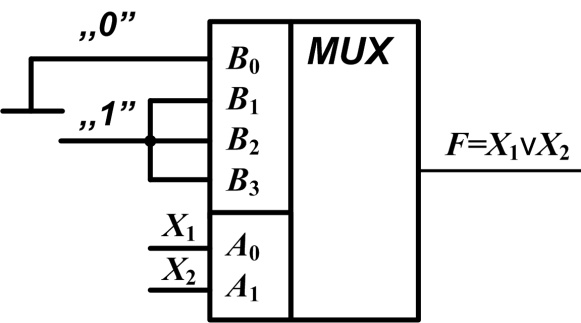 „0”
B₀ MUX
B₁
„1”
B₂
F=X₁∨X₂
B₃
X₁
A₀
X₂
A₁